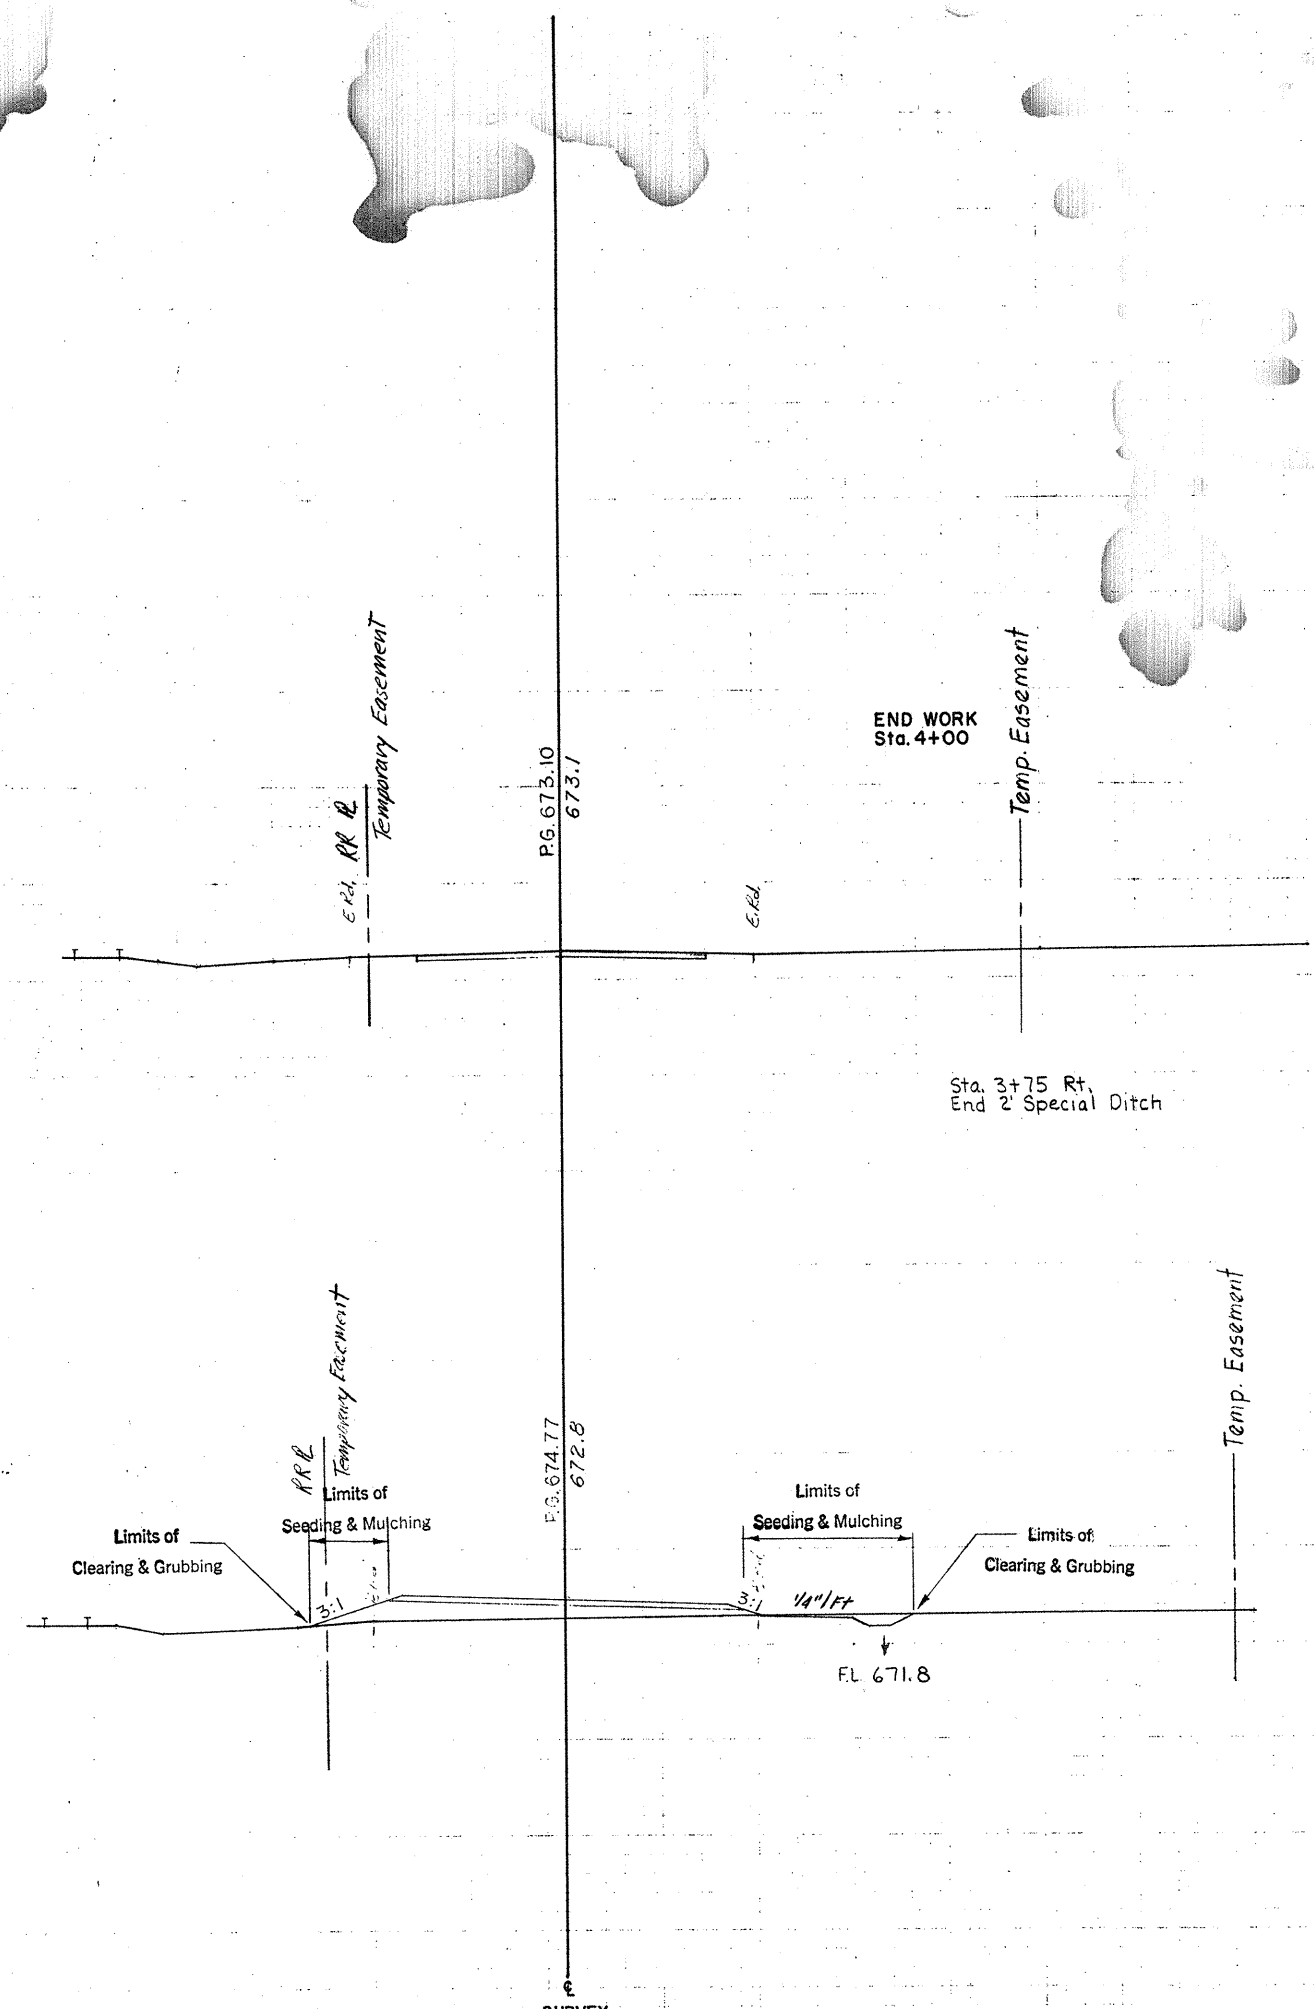 Temporary Easement
RR ⅊
E Rd.
P.G. 673.10
673.1
END WORK
Sta. 4+00
Temp. Easement
E.Rd.
Sta. 3+75 Rt.
End 2' Special Ditch
Temporary Easement
RR ⅊
P.G. 674.77
672.8
Temp. Easement
Limits of
Seeding & Mulching
Limits of
Clearing & Grubbing
3:1
Limits of
Seeding & Mulching
3:1
1/4"/Ft
Limits of
Clearing & Grubbing
F.L. 671.8
℄
SURVEY